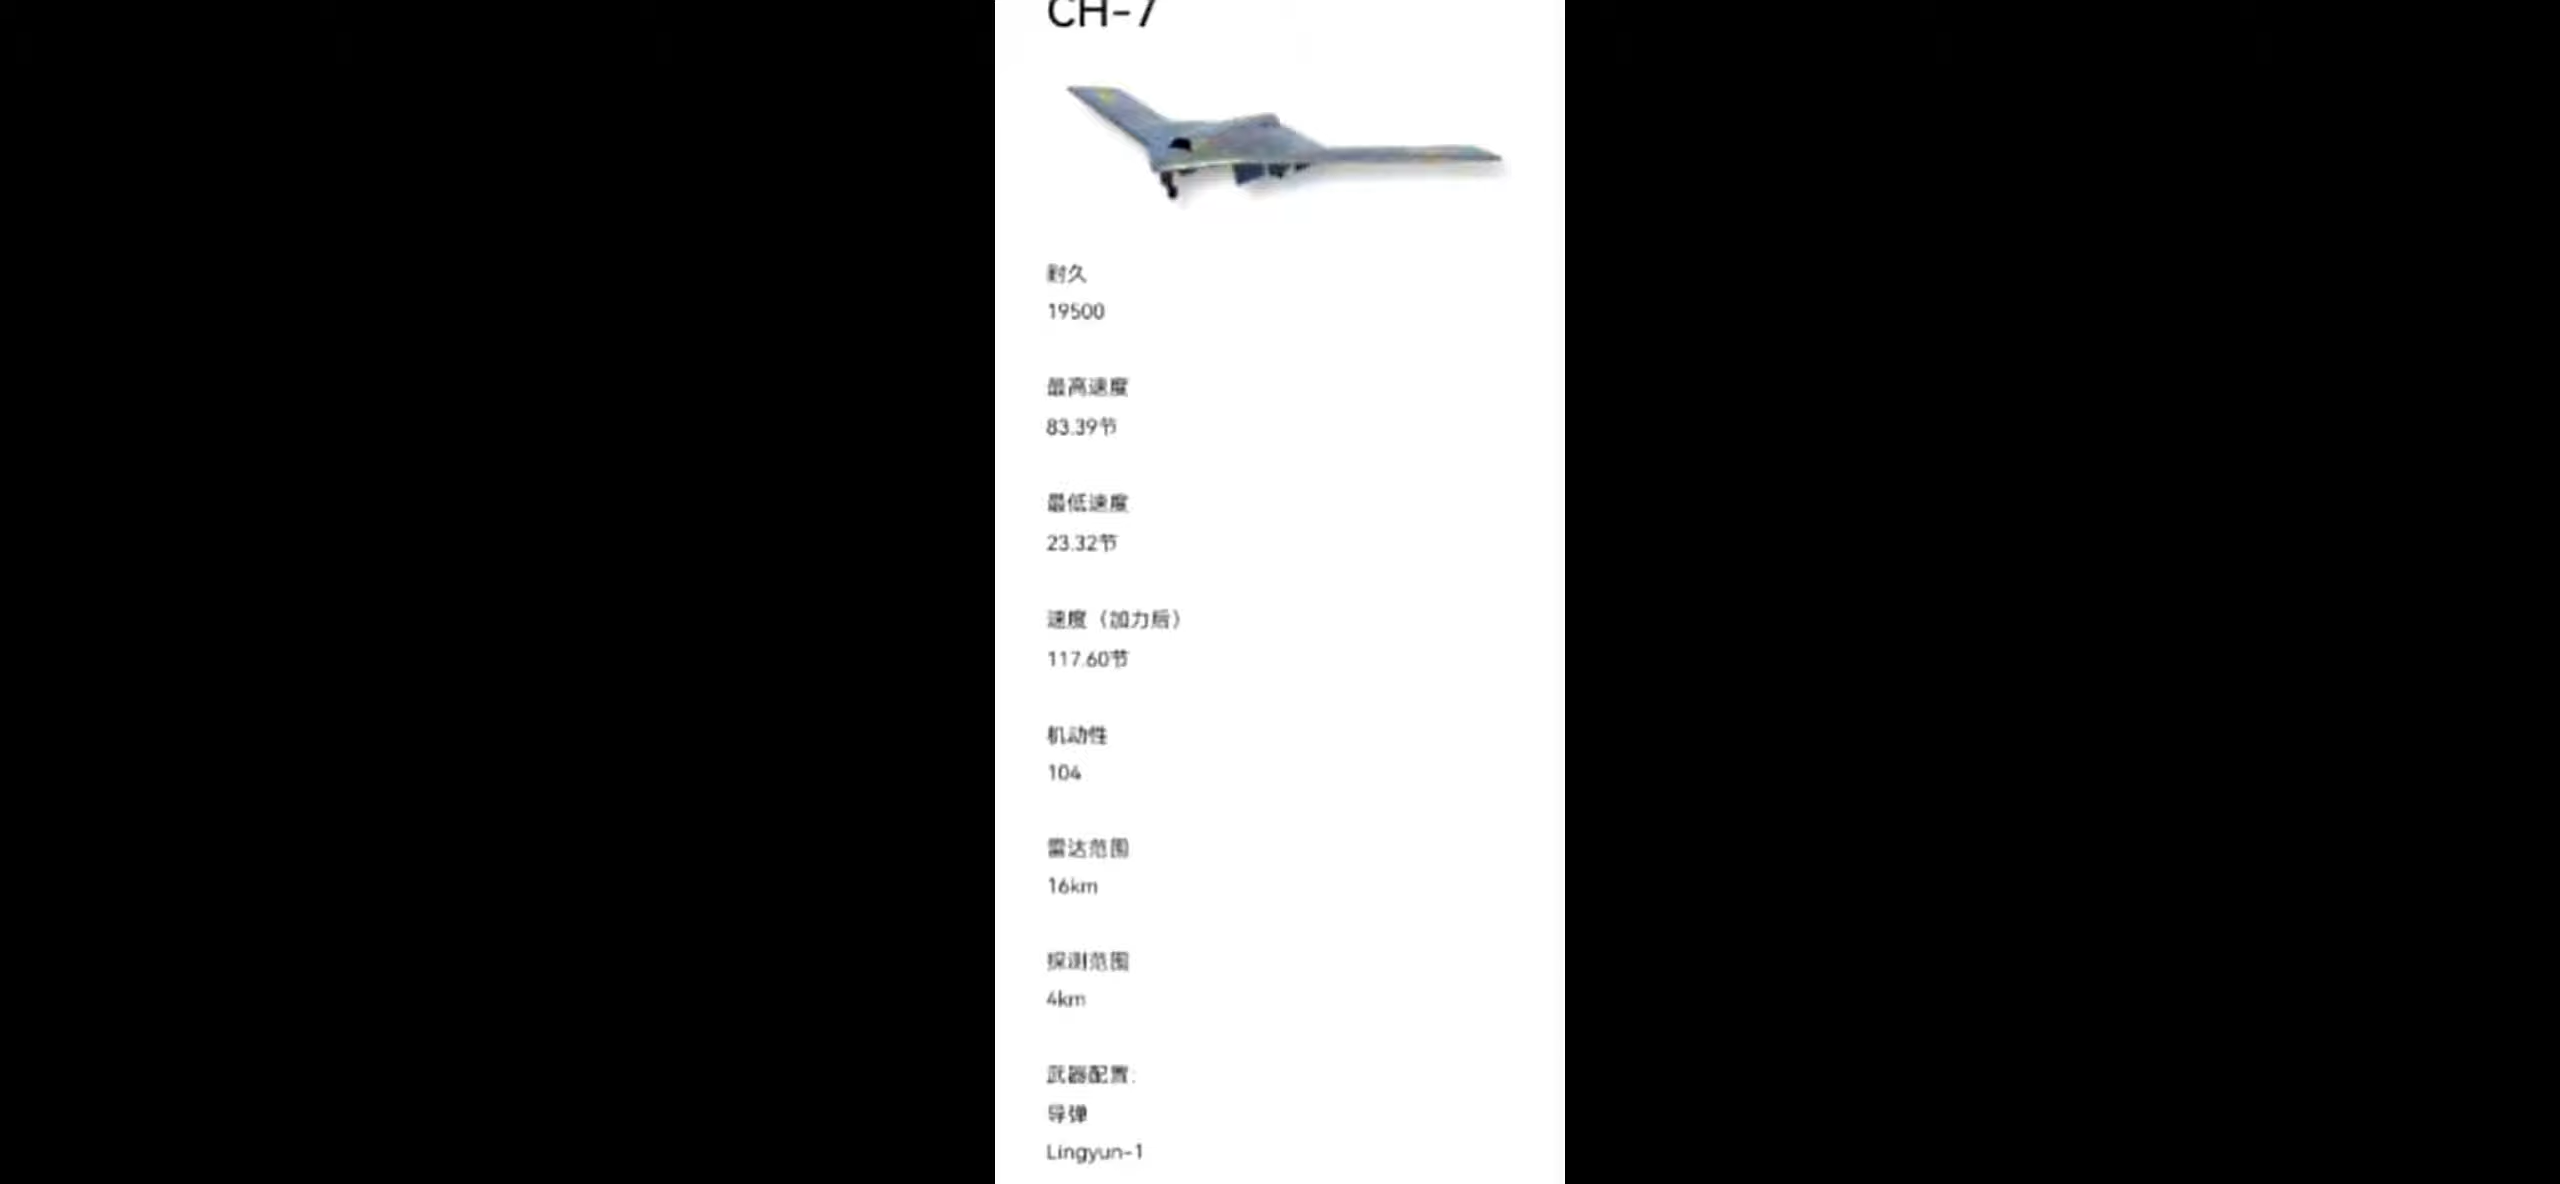 CH-7
耐久
19500
最高速度
83.39节
最低速度
23.32节
速度（加力后）
117.60节
机动性
104
雷达范围
16km
探测范围
4km
武器配置:
导弹
Lingyun-1